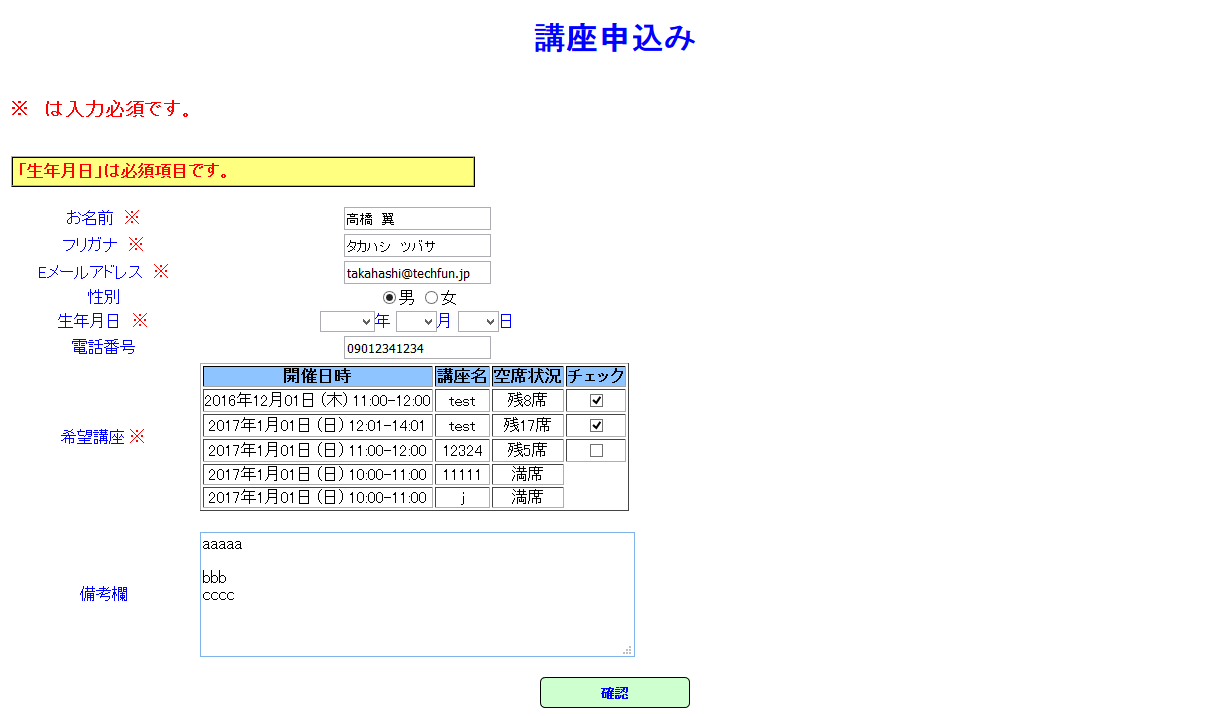 講座申込み
※　は入力必須です。
「生年月日」は必須項目です。
お名前 ※ 高橋　翼
フリガナ ※ タカハシ　ツバサ
Eメールアドレス ※ takahashi@techfun.jp
性別 男 女
生年月日 ※ 年 月 日
電話番号 09012341234
開催日時 講座名 空席状況 チェック
2016年12月01日（木）11:00-12:00 test 残8席
2017年1月01日（日）12:01-14:01 test 残17席
希望講座 ※
2017年1月01日（日）11:00-12:00 12324 残5席
2017年1月01日（日）10:00-11:00 11111 満席
2017年1月01日（日）10:00-11:00 j 満席
備考欄
aaaaa
bbb
cccc
確認